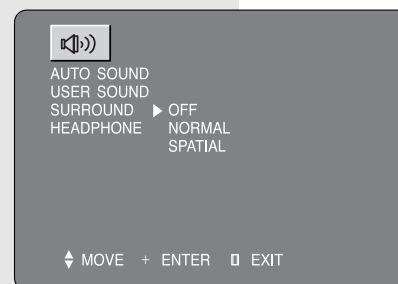 AUTO SOUND
USER SOUND
SURROUND ▶ OFF
HEADPHONE NORMAL
SPATIAL
MOVE + ENTER EXIT